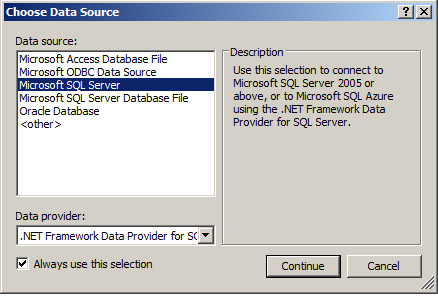 Choose Data Source
Data source:
Microsoft Access Database File
Microsoft ODBC Data Source
Microsoft SQL Server
Microsoft SQL Server Database File
Oracle Database
<other>
Description
Use this selection to connect to
Microsoft SQL Server 2005 or
above, or to Microsoft SQL Azure
using the .NET Framework Data
Provider for SQL Server.
Data provider:
.NET Framework Data Provider for SQ
Always use this selection
Continue
Cancel